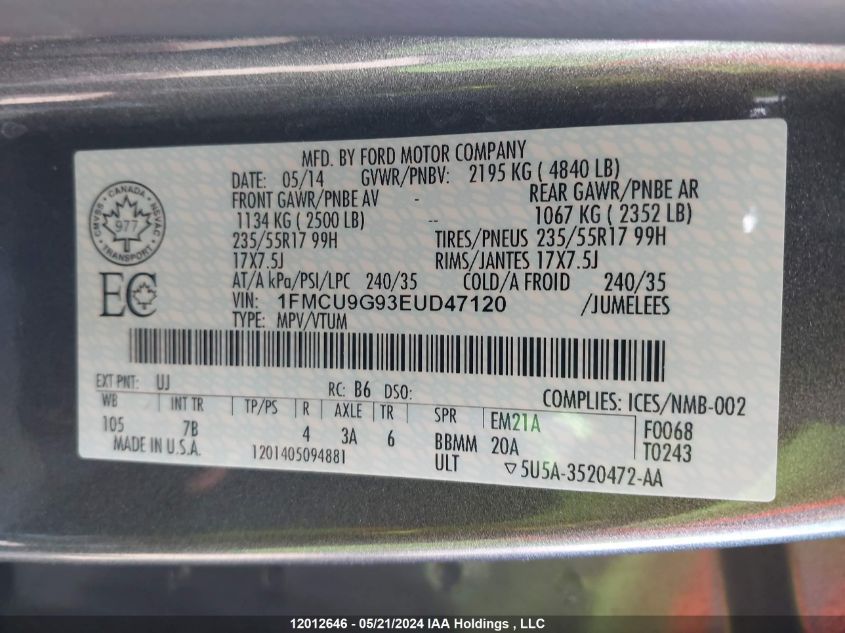 MFD. BY FORD MOTOR COMPANY
DATE: 05/14 GVWR/PNBV: 2195 KG ( 4840 LB)
FRONT GAWR/PNBE AV - REAR GAWR/PNBE AR
1134 KG ( 2500 LB) -- 1067 KG ( 2352 LB)
235/55R17 99H TIRES/PNEUS 235/55R17 99H
17X7.5J RIMS/JANTES 17X7.5J
AT/A kPa/PSI/LPC 240/35 COLD/A FROID 240/35
VIN: 1FMCU9G93EUD47120 /JUMELEES
TYPE: MPV/VTUM
CANADA
977
TRANSPORT
EC
EXT PNT: UJ RC: B6 DSO: COMPLIES: ICES/NMB-002
WB INT TR TP/PS R AXLE TR SPR EM21A F0068
105 7B 4 3A 6 BBMM 20A T0243
MADE IN U.S.A. 1201405094881 ULT ▽5U5A-3520472-AA
12012646 - 05/21/2024 IAA Holdings , LLC